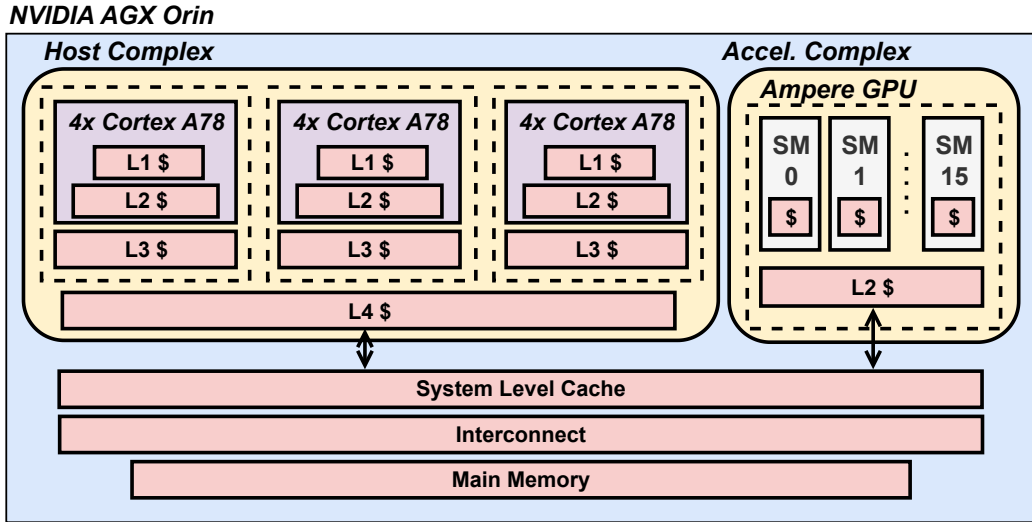 NVIDIA AGX Orin
Host Complex
4x Cortex A78
L1 $
L2 $
L3 $
4x Cortex A78
L1 $
L2 $
L3 $
4x Cortex A78
L1 $
L2 $
L3 $
L4 $
Accel. Complex
Ampere GPU
SM
0
$
SM
1
$
SM
15
$
L2 $
System Level Cache
Interconnect
Main Memory